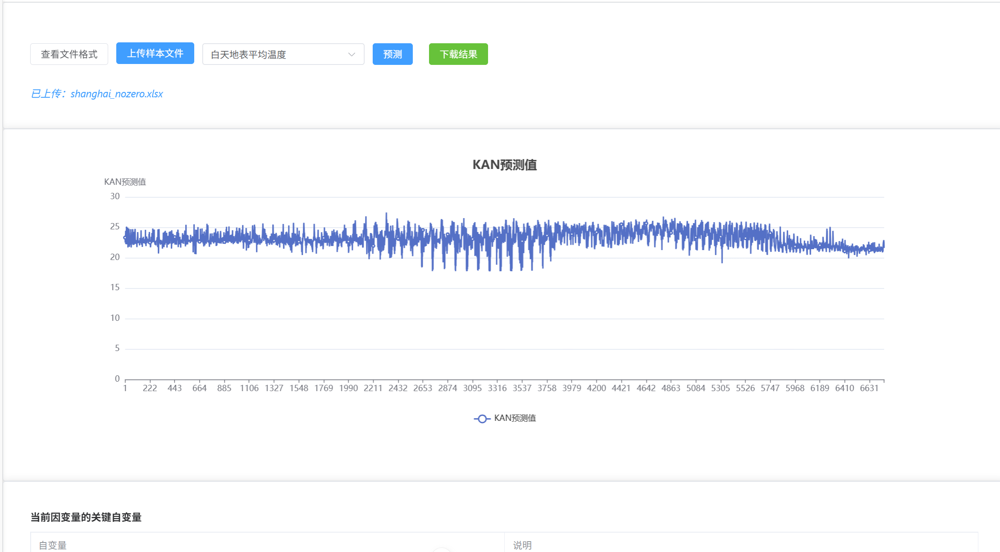 查看文件格式 上传样本文件 白天地表平均温度 预测 下载结果
已上传：shanghai_nozero.xlsx
KAN预测值
KAN预测值
30
25
20
15
10
5
0
1 222 443 664 885 1106 1327 1548 1769 1990 2211 2432 2653 2874 3095 3316 3537 3758 3979 4200 4421 4642 4863 5084 5305 5526 5747 5968 6189 6410 6631
KAN预测值
当前因变量的关键自变量
自变量 说明